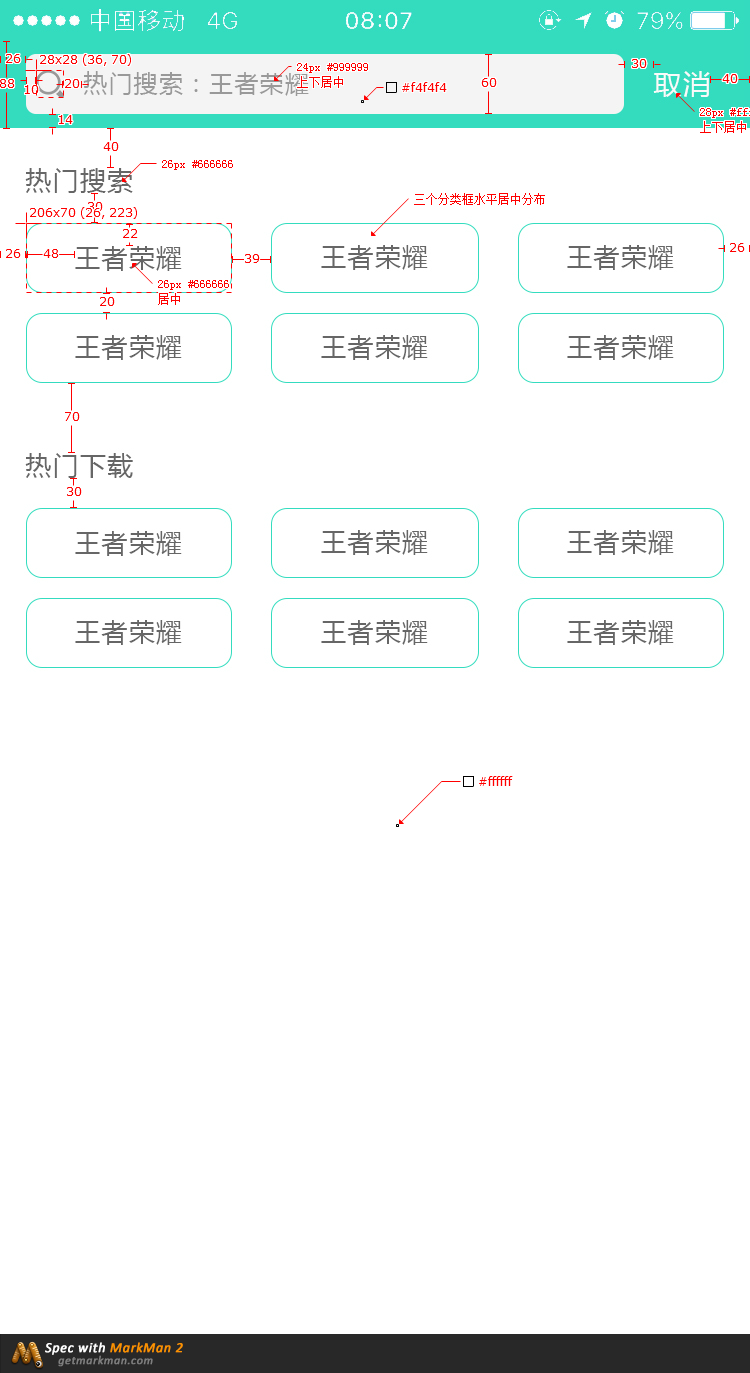 中国移动 4G 08:07 79%
26 28x28 (36, 70) 24px #999999 30
88 10 20 热门搜索：王者荣耀 上下居中 #f4f4f4 60 取消 40
14 28px #fff
上下居中
40
热门搜索 26px #666666
30
三个分类框水平居中分布
206x70 (26, 223)
22
26 48 王者荣耀 39 王者荣耀 王者荣耀 26
26px #666666
居中
20
王者荣耀 王者荣耀 王者荣耀
70
热门下载
30
王者荣耀 王者荣耀 王者荣耀
王者荣耀 王者荣耀 王者荣耀
#ffffff
Spec with MarkMan 2
getmarkman.com